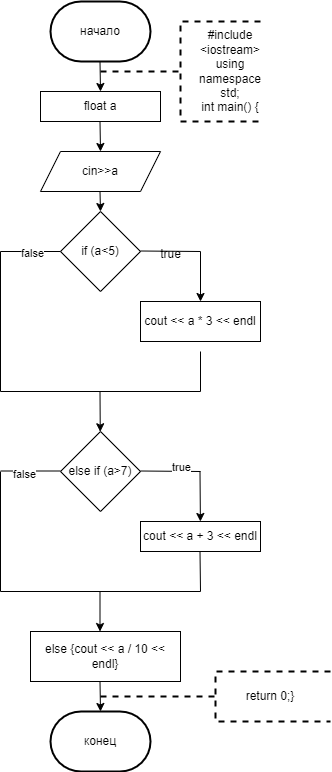 начало
#include
<iostream>
using
namespace
std;
int main() {
float a
cin>>a
if (a<5)
false
true
cout << a * 3 << endl
else if (a>7)
false
true
cout << a + 3 << endl
else {cout << a / 10 <<
endl}
return 0;}
конец